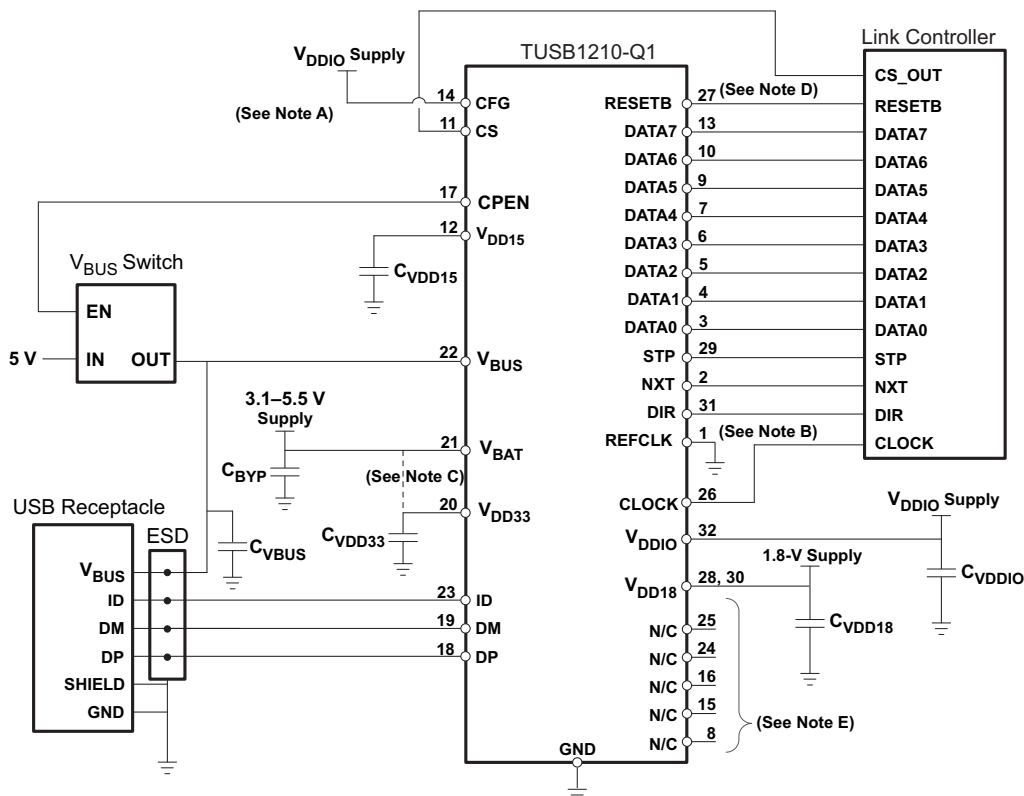 Link Controller
TUSB1210-Q1
V_DDIO Supply
(See Note A)
14 CFG
11 CS
17 CPEN
12 V_DD15
C_VDD15
V_BUS Switch
EN
5 V IN OUT
22 V_BUS
3.1–5.5 V
Supply
21 V_BAT
C_BYP
(See Note C)
20 V_DD33
C_VDD33
USB Receptacle
ESD
C_VBUS
V_BUS
ID
DM
DP
SHIELD
GND
23 ID
19 DM
18 DP
GND
RESETB 27 (See Note D)
DATA7 13
DATA6 10
DATA5 9
DATA4 7
DATA3 6
DATA2 5
DATA1 4
DATA0 3
STP 29
NXT 2
DIR 31
REFCLK 1 (See Note B)
CLOCK 26
V_DDIO 32
V_DD18 28, 30
N/C 25
N/C 24
N/C 16
N/C 15
N/C 8
(See Note E)
CS_OUT
RESETB
DATA7
DATA6
DATA5
DATA4
DATA3
DATA2
DATA1
DATA0
STP
NXT
DIR
CLOCK
V_DDIO Supply
C_VDDIO
1.8-V Supply
C_VDD18